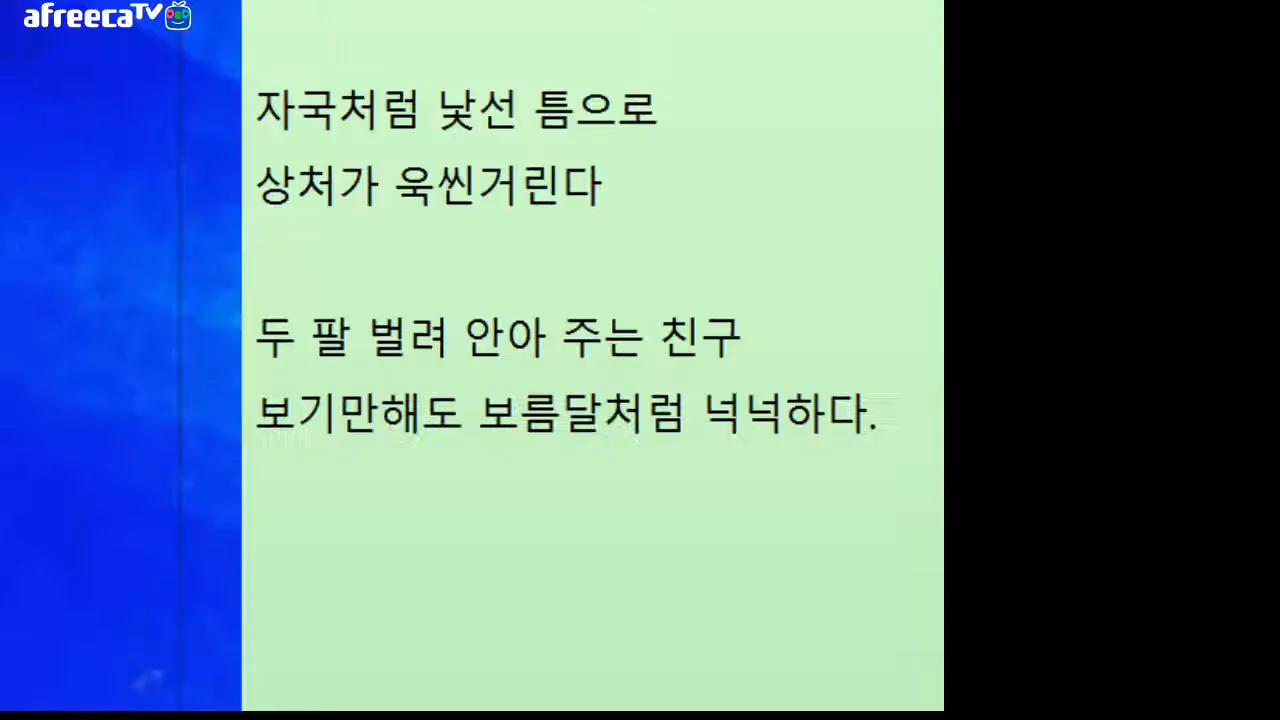 afreecaTV
자국처럼 낯선 틈으로
상처가 욱씬거린다
두 팔 벌려 안아 주는 친구
보기만해도 보름달처럼 넉넉하다.